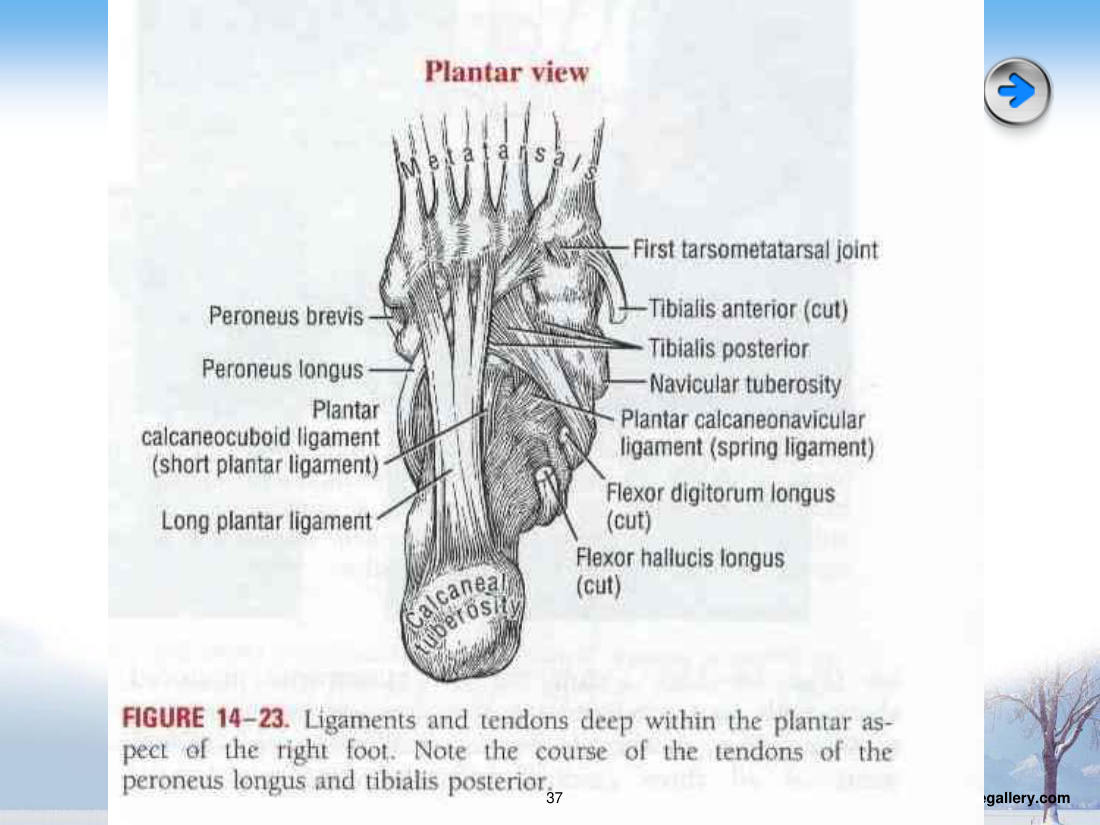 Plantar view
Metatarsals
First tarsometatarsal joint
Peroneus brevis
Tibialis anterior (cut)
Tibialis posterior
Peroneus longus
Navicular tuberosity
Plantar
calcaneocuboid ligament
(short plantar ligament)
Plantar calcaneonavicular
ligament (spring ligament)
Flexor digitorum longus
(cut)
Long plantar ligament
Flexor hallucis longus
(cut)
Calcaneal
tuberosity
FIGURE 14–23. Ligaments and tendons deep within the plantar as-
pect of the right foot. Note the course of the tendons of the
peroneus longus and tibialis posterior.
37
egallery.com